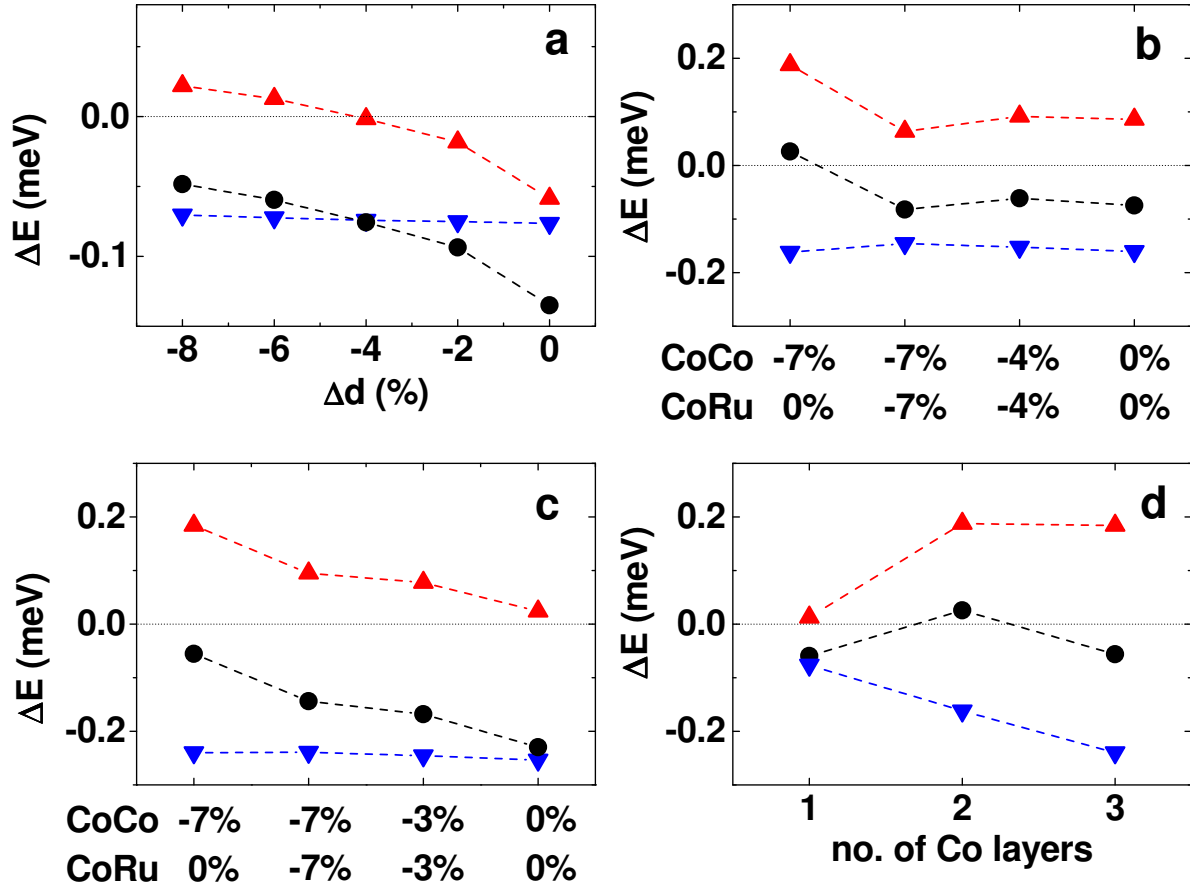 a
0.0
-0.1
ΔE (meV)
-8 -6 -4 -2 0
Δd (%)
b
0.2
0.0
-0.2
ΔE (meV)
CoCo -7% -7% -4% 0%
CoRu 0% -7% -4% 0%
c
0.2
0.0
-0.2
ΔE (meV)
CoCo -7% -7% -3% 0%
CoRu 0% -7% -3% 0%
d
0.2
0.0
-0.2
ΔE (meV)
1 2 3
no. of Co layers